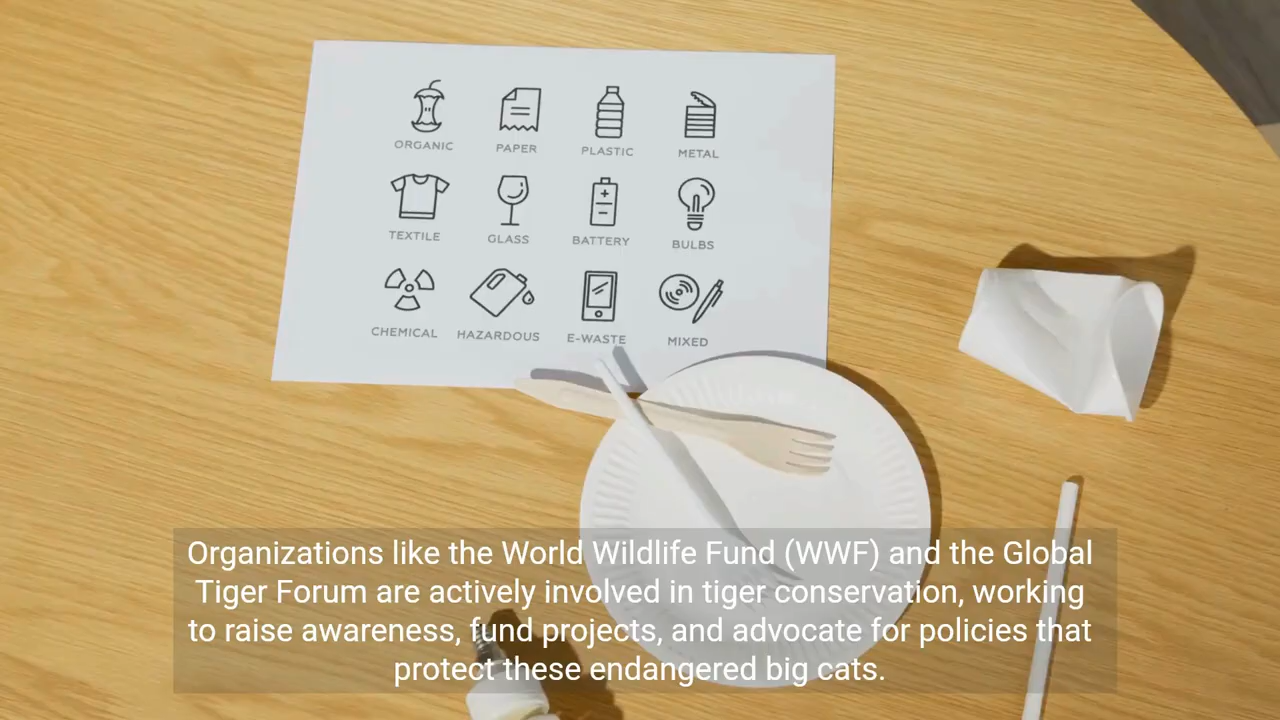 ORGANIC PAPER PLASTIC METAL
TEXTILE GLASS BATTERY BULBS
CHEMICAL HAZARDOUS E-WASTE MIXED
Organizations like the World Wildlife Fund (WWF) and the Global
Tiger Forum are actively involved in tiger conservation, working
to raise awareness, fund projects, and advocate for policies that
protect these endangered big cats.